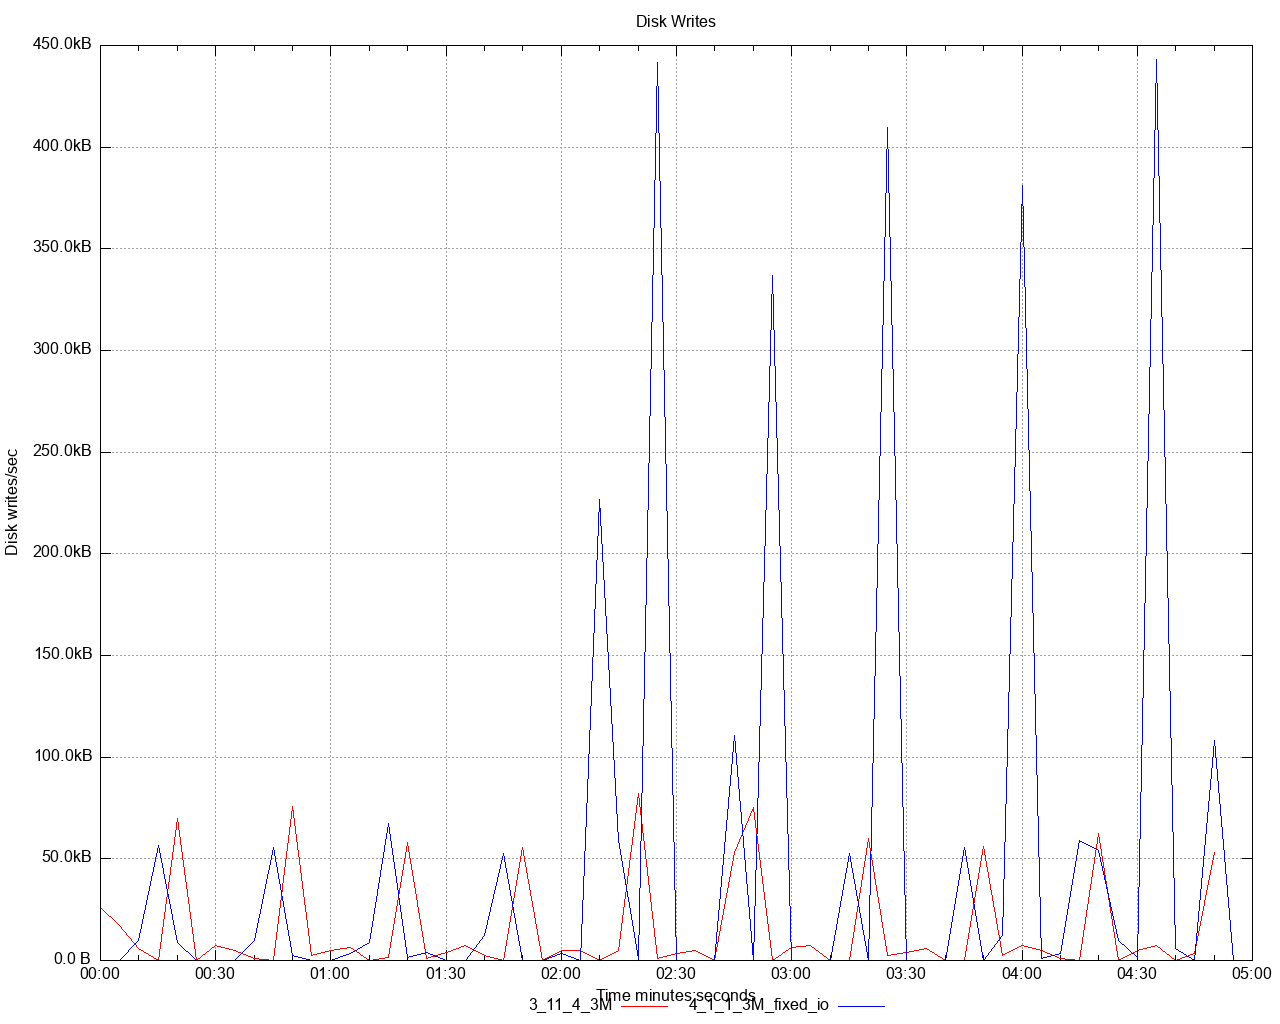 Disk Writes
450.0kB
400.0kB
350.0kB
300.0kB
250.0kB
200.0kB
150.0kB
100.0kB
50.0kB
0.0 B
Disk writes/sec
00:00 00:30 01:00 01:30 02:00 02:30 03:00 03:30 04:00 04:30 05:00
Time minutes:seconds
3_11_4_3M 4_1_1_3M_fixed_io